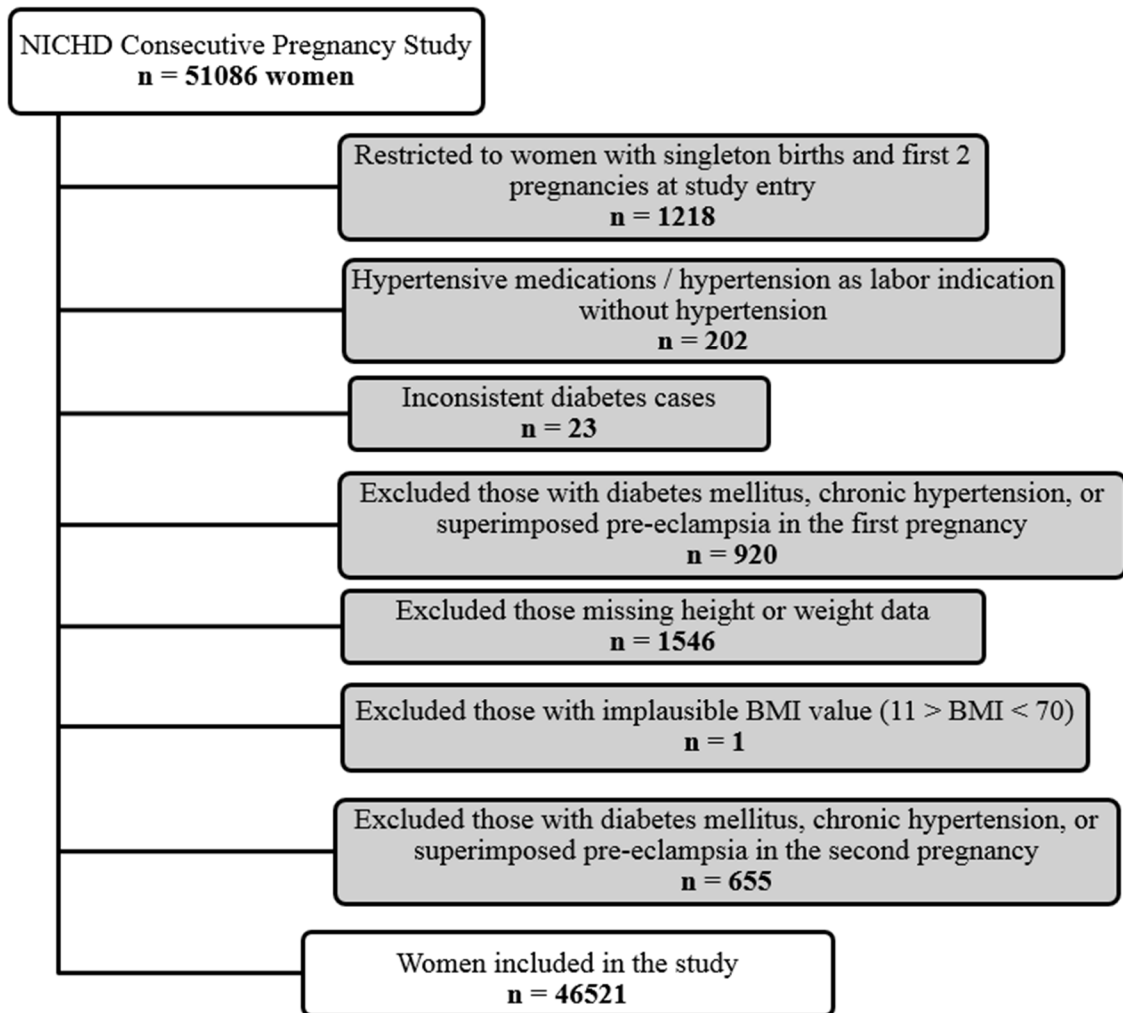 NICHD Consecutive Pregnancy Study
n = 51086 women
Restricted to women with singleton births and first 2
pregnancies at study entry
n = 1218
Hypertensive medications / hypertension as labor indication
without hypertension
n = 202
Inconsistent diabetes cases
n = 23
Excluded those with diabetes mellitus, chronic hypertension, or
superimposed pre-eclampsia in the first pregnancy
n = 920
Excluded those missing height or weight data
n = 1546
Excluded those with implausible BMI value (11 > BMI < 70)
n = 1
Excluded those with diabetes mellitus, chronic hypertension, or
superimposed pre-eclampsia in the second pregnancy
n = 655
Women included in the study
n = 46521